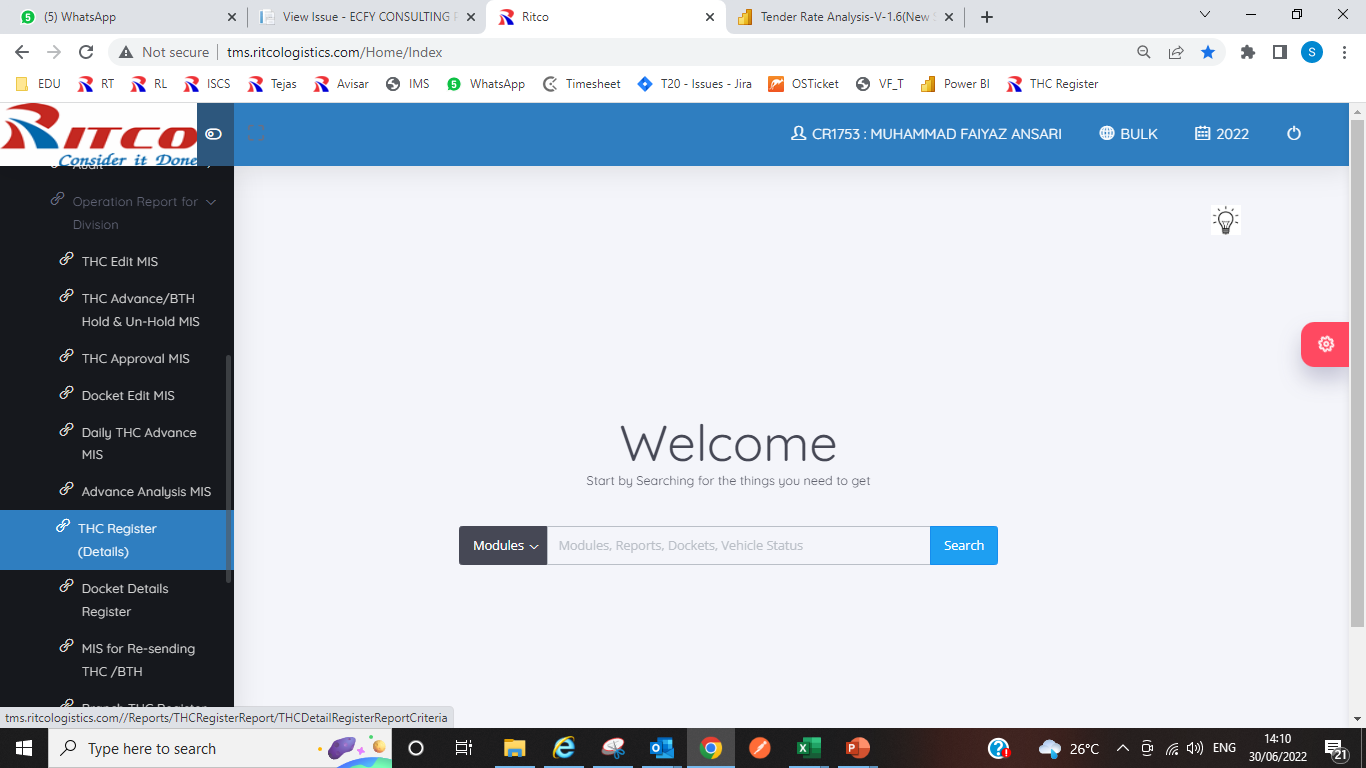 (5) WhatsApp
View Issue - ECFY CONSULTING
Ritco
Tender Rate Analysis-V-1.6(New
Not secure | tms.ritcologistics.com/Home/Index
S
EDU
RT
RL
ISCS
Tejas
Avisar
IMS
WhatsApp
Timesheet
T20 - Issues - Jira
OSTicket
VF_T
Power BI
THC Register
RITCO
Consider it Done
CR1753 : MUHAMMAD FAIYAZ ANSARI
BULK
2022
Audit
Operation Report for
Division
THC Edit MIS
THC Advance/BTH
Hold & Un-Hold MIS
THC Approval MIS
Docket Edit MIS
Daily THC Advance
MIS
Advance Analysis MIS
THC Register
(Details)
Docket Details
Register
MIS for Re-sending
THC /BTH
Branch THC Register
Welcome
Start by Searching for the things you need to get
Modules
Modules, Reports, Dockets, Vehicle Status
Search
tms.ritcologistics.com//Reports/THCRegisterReport/THCDetailRegisterReportCriteria
Type here to search
26°C
ENG
14:10
30/06/2022
21